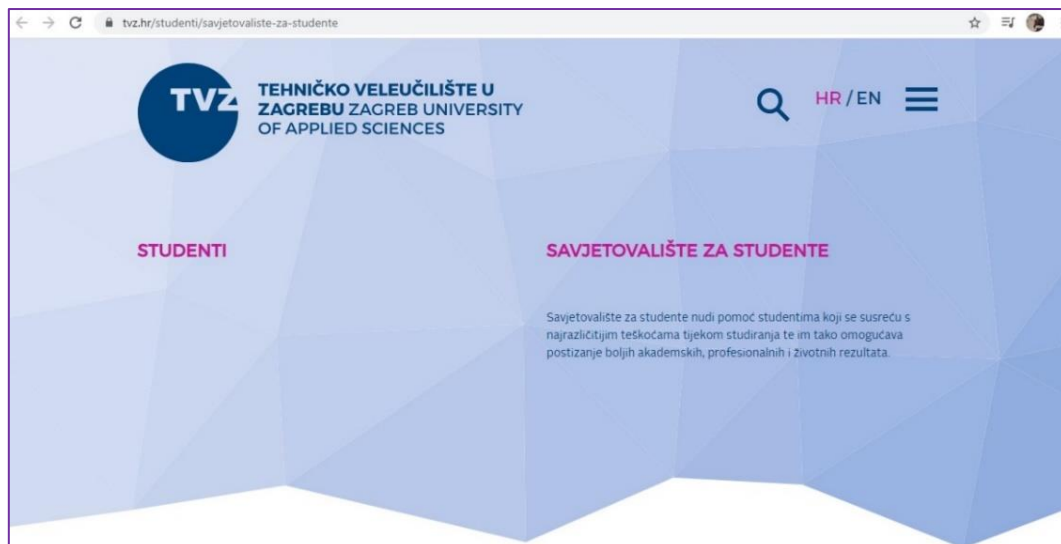 tvz.hr/studenti/savjetovaliste-za-studente
TVZ
TEHNIČKO VELEUČILIŠTE U
ZAGREBU ZAGREB UNIVERSITY
OF APPLIED SCIENCES
HR / EN
STUDENTI
SAVJETOVALIŠTE ZA STUDENTE
Savjetovalište za studente nudi pomoć studentima koji se susreću s
najrazličitijim teškoćama tijekom studiranja te im tako omogućava
postizanje boljih akademskih, profesionalnih i životnih rezultata.